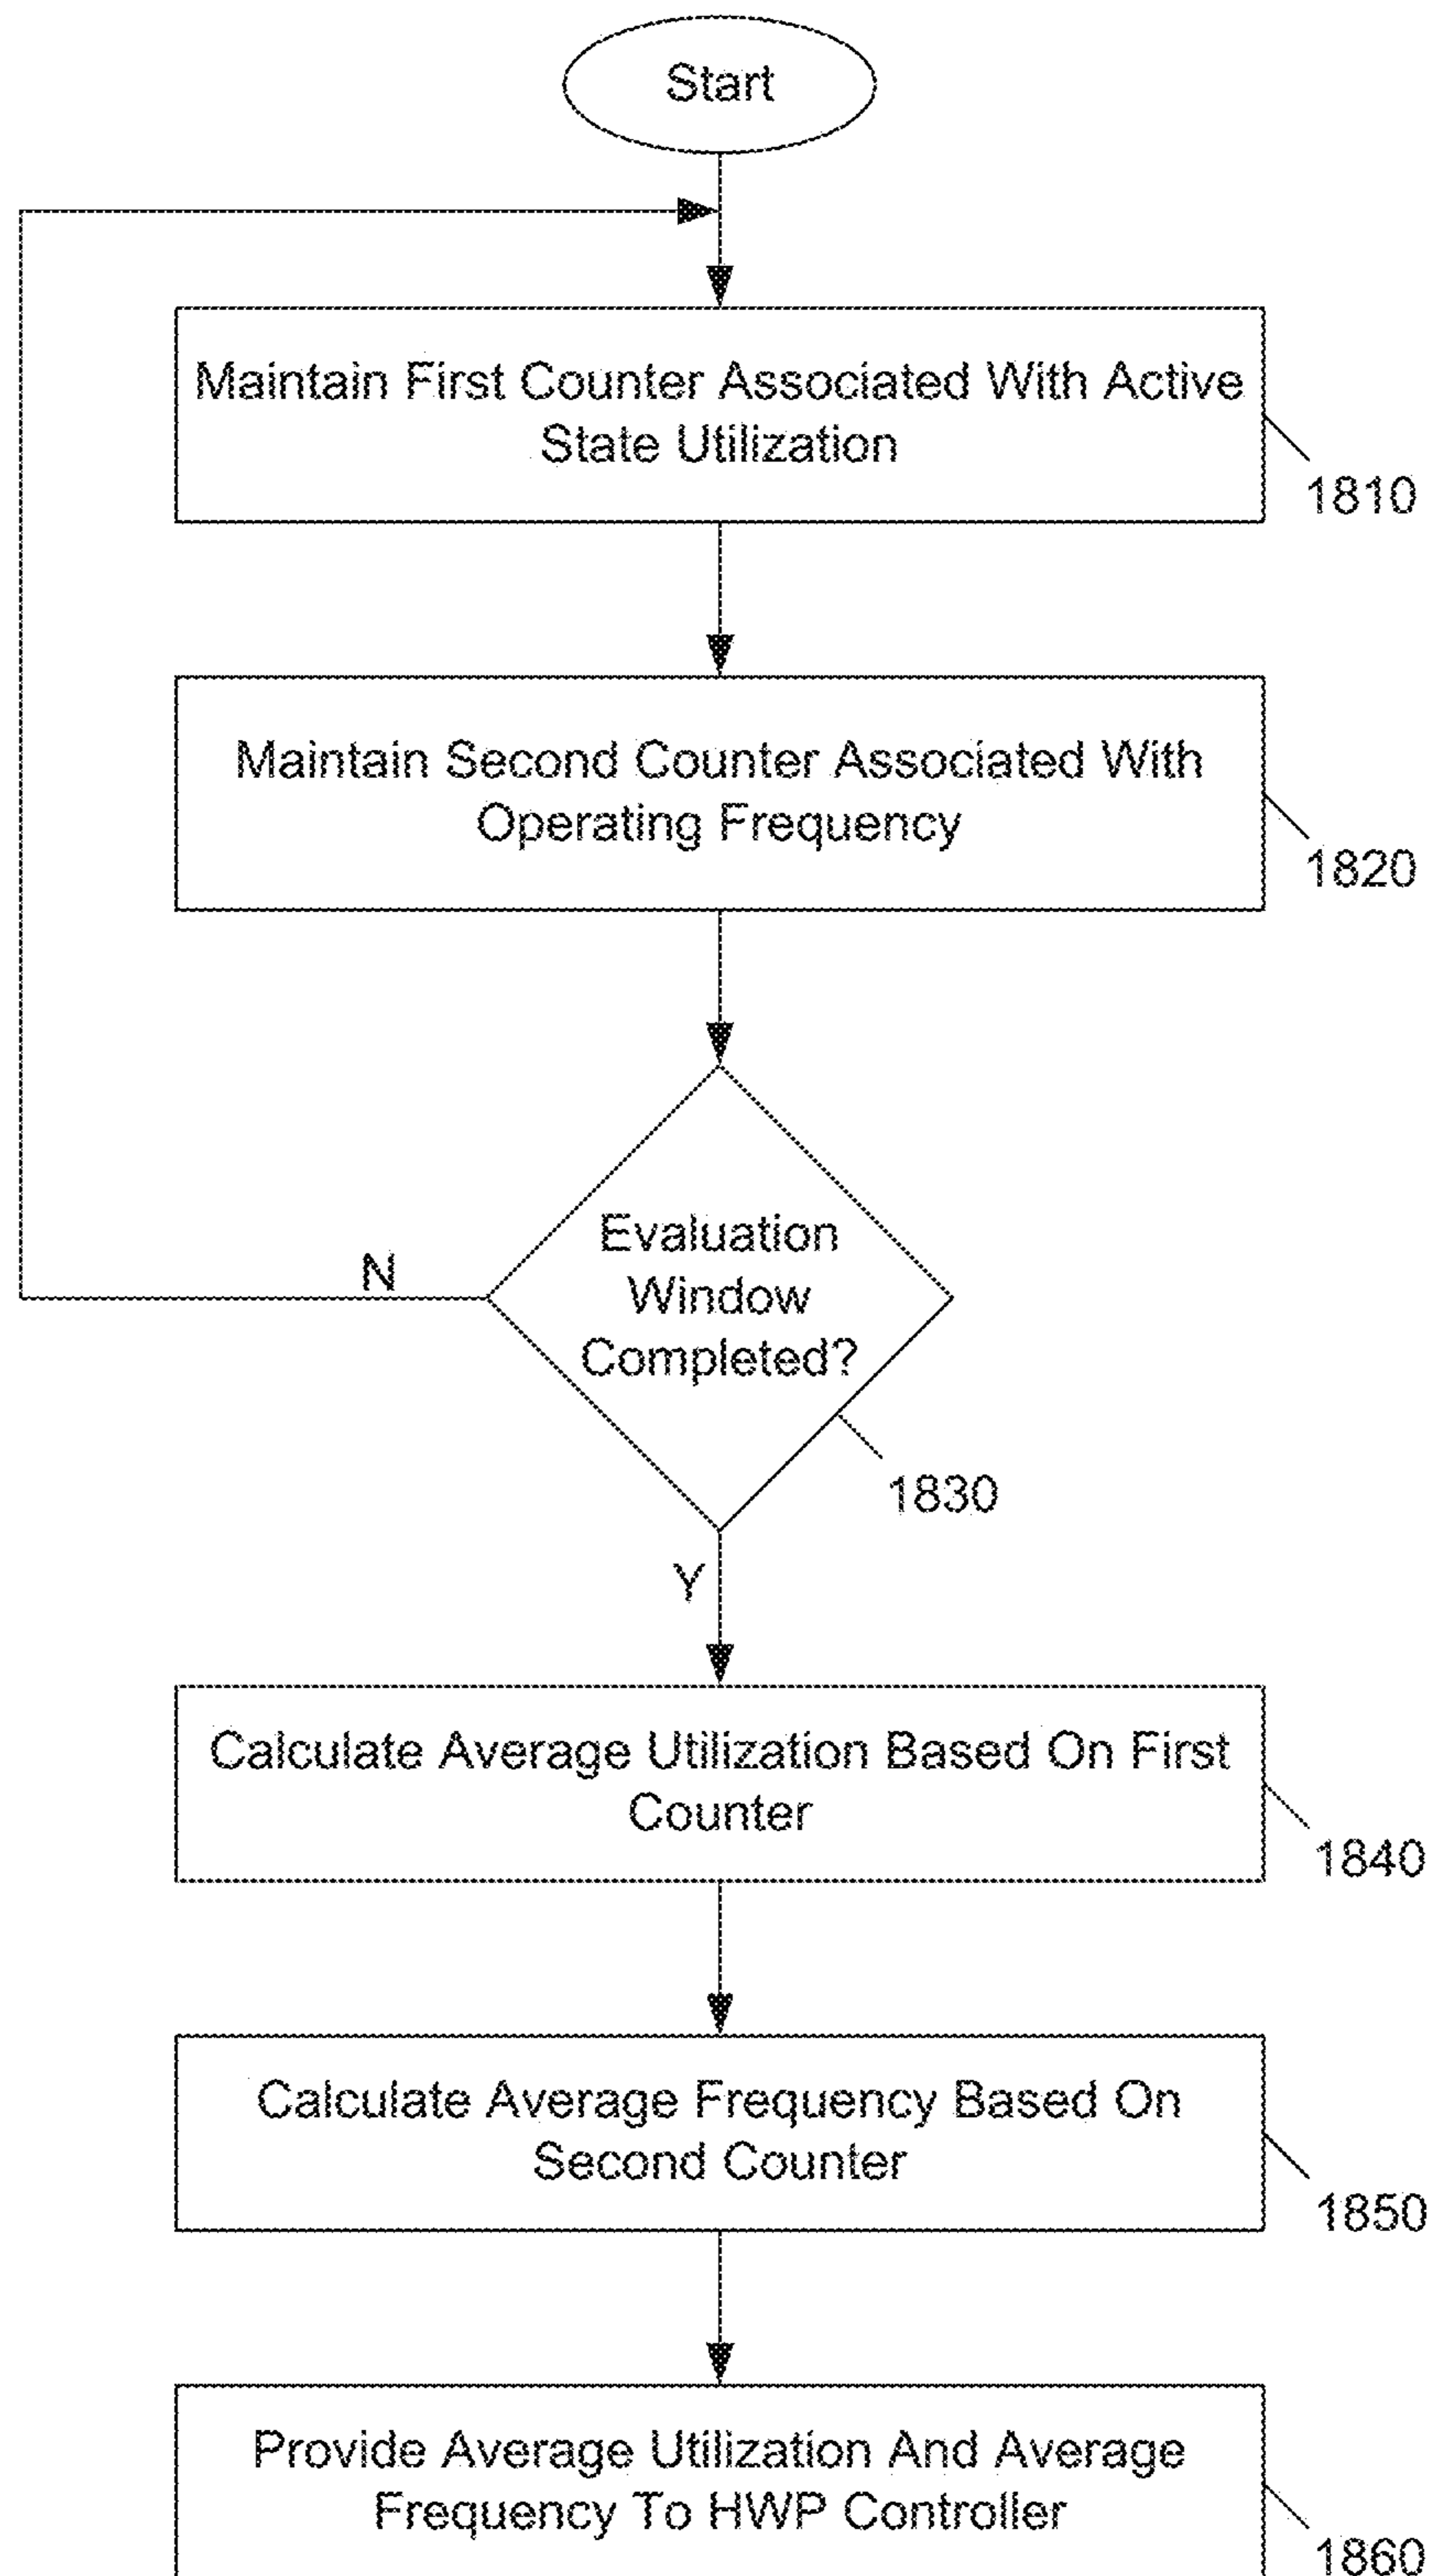 Start
Maintain First Counter Associated With Active
State Utilization
1810
Maintain Second Counter Associated With
Operating Frequency
1820
Evaluation
Window
Completed?
N
1830
Y
Calculate Average Utilization Based On First
Counter
1840
Calculate Average Frequency Based On
Second Counter
1850
Provide Average Utilization And Average
Frequency To HWP Controller
1860